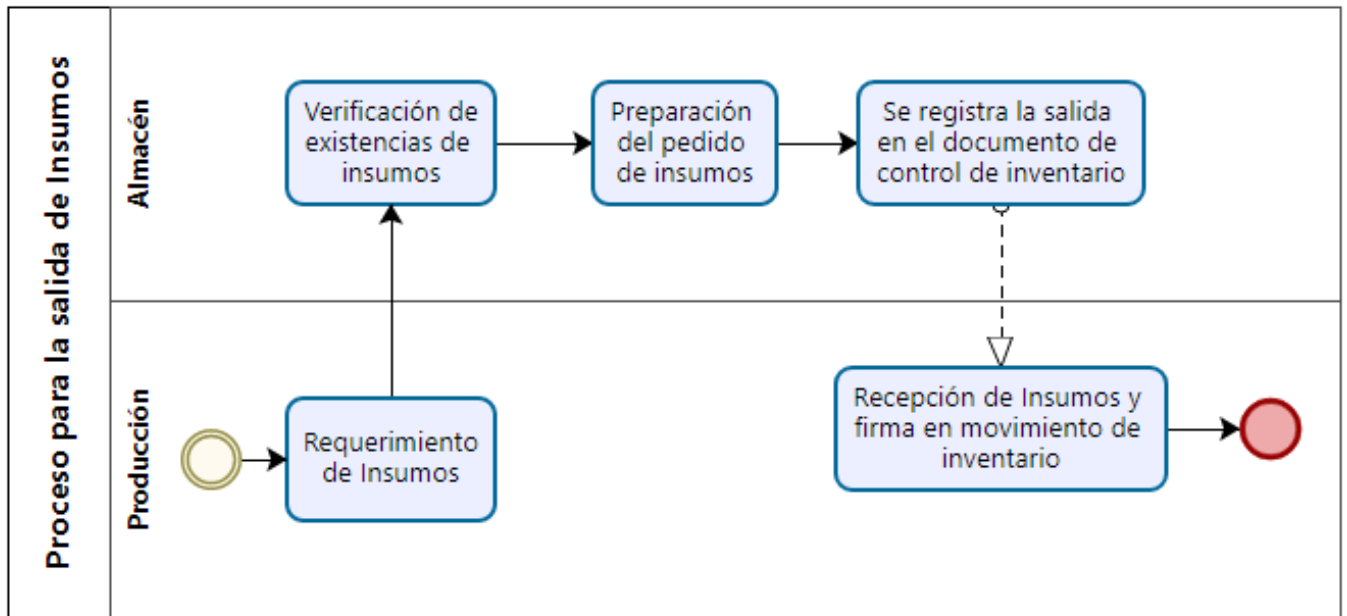 Proceso para la salida de Insumos
Almacén
Verificación de
existencias de
insumos
Preparación
del pedido
de insumos
Se registra la salida
en el documento de
control de inventario
Producción
Requerimiento
de Insumos
Recepción de Insumos y
firma en movimiento de
inventario